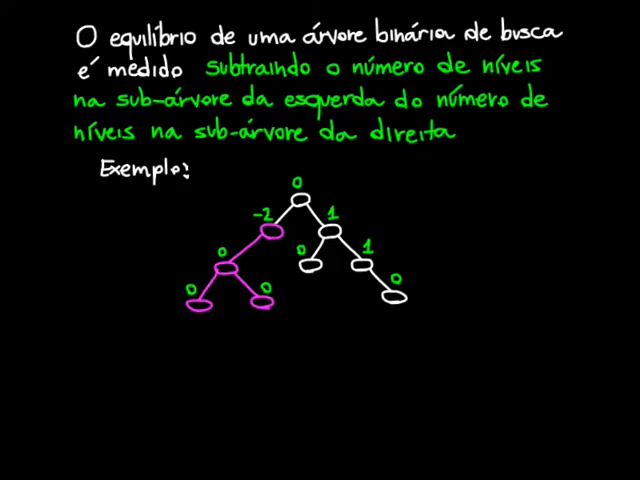 O equilíbrio de uma árvore binária de busca
é medido subtraindo o número de níveis
na sub-árvore da esquerda do número de
níveis na sub-árvore da direita
Exemplo:
0
-2 1
0 0 1
0 0 0